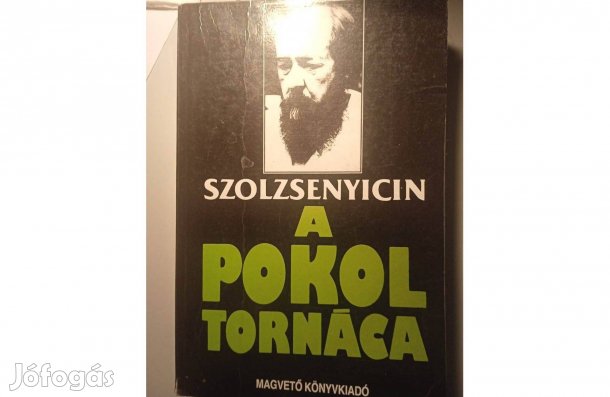 SZOLZSENYICIN
A
POKOL
TORNÁCA
MAGVETŐ KÖNYVKIADÓ
Jófogás